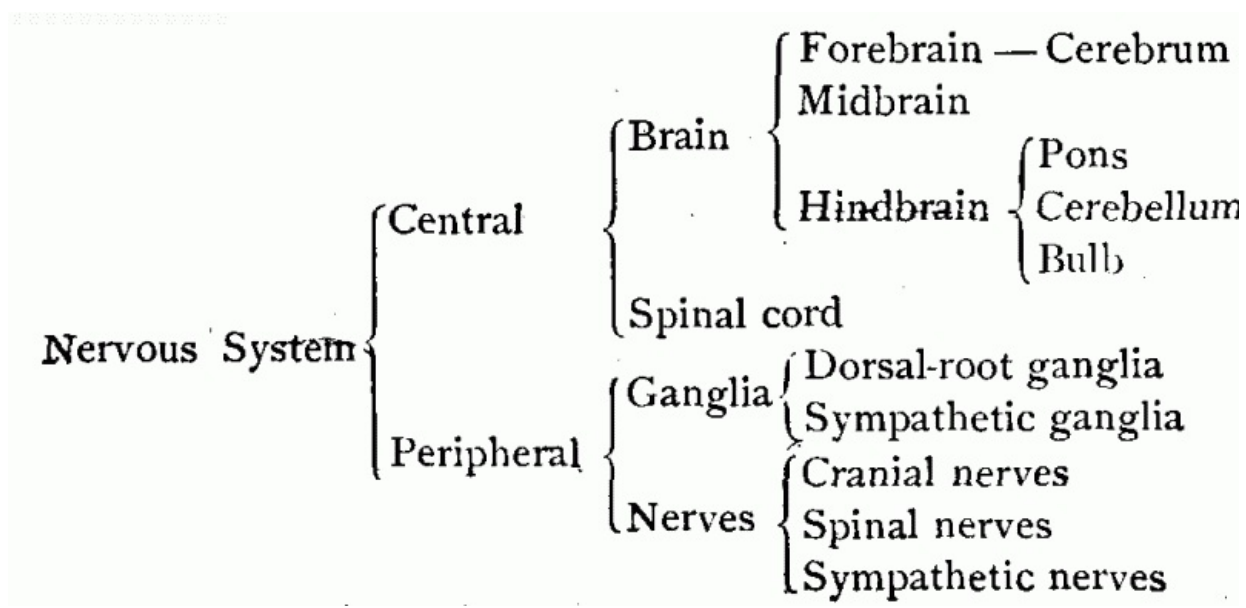 Forebrain — Cerebrum
Midbrain
Brain
Pons
Hindbrain
Cerebellum
Central
Bulb
Spinal cord
Nervous System
Dorsal-root ganglia
Ganglia
Sympathetic ganglia
Peripheral
Cranial nerves
Nerves
Spinal nerves
Sympathetic nerves